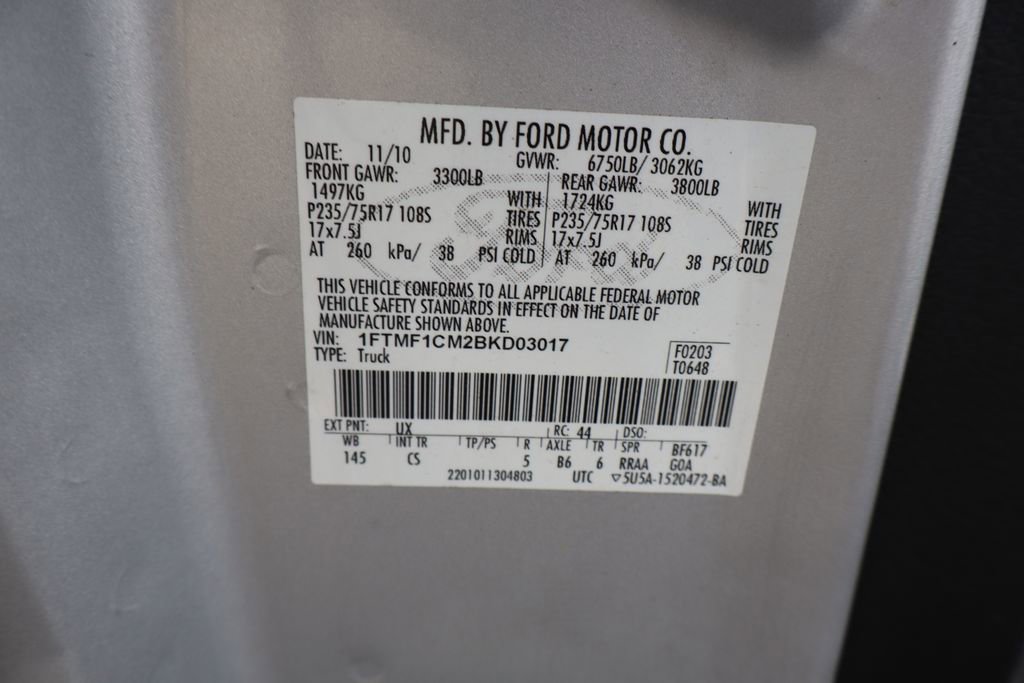 MFD. BY FORD MOTOR CO.
DATE: 11/10 GVWR: 6750LB/ 3062KG
FRONT GAWR: 3300LB REAR GAWR: 3800LB
1497KG WITH 1724KG WITH
P235/75R17 108S TIRES P235/75R17 108S TIRES
17x7.5J RIMS 17x7.5J RIMS
AT 260 kPa/ 38 PSI COLD AT 260 kPa/ 38 PSI COLD
Ford
THIS VEHICLE CONFORMS TO ALL APPLICABLE FEDERAL MOTOR
VEHICLE SAFETY STANDARDS IN EFFECT ON THE DATE OF
MANUFACTURE SHOWN ABOVE.
VIN: 1FTMF1CM2BKD03017
TYPE: Truck
F0203
T0648
EXT PNT: UX RC: 44 DSO:
WB INT TR TP/PS R AXLE TR SPR BF617
145 CS 5 B6 6 RRAA GOA
2201011304803 UTC ▽5U5A-1520472-BA